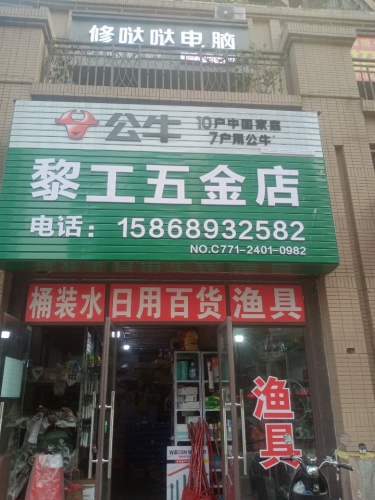 修哒哒电脑
公牛
10户中国家庭
7户用公牛
黎工五金店
电话：15868932582
NO.C771-2401-0982
桶装水 日用百货 渔具
渔具